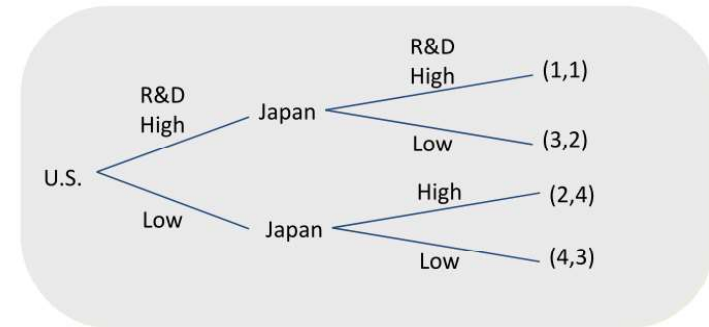 R&D
High
(1,1)
R&D
High
Japan
Low
(3,2)
U.S.
High
(2,4)
Low
Japan
Low
(4,3)